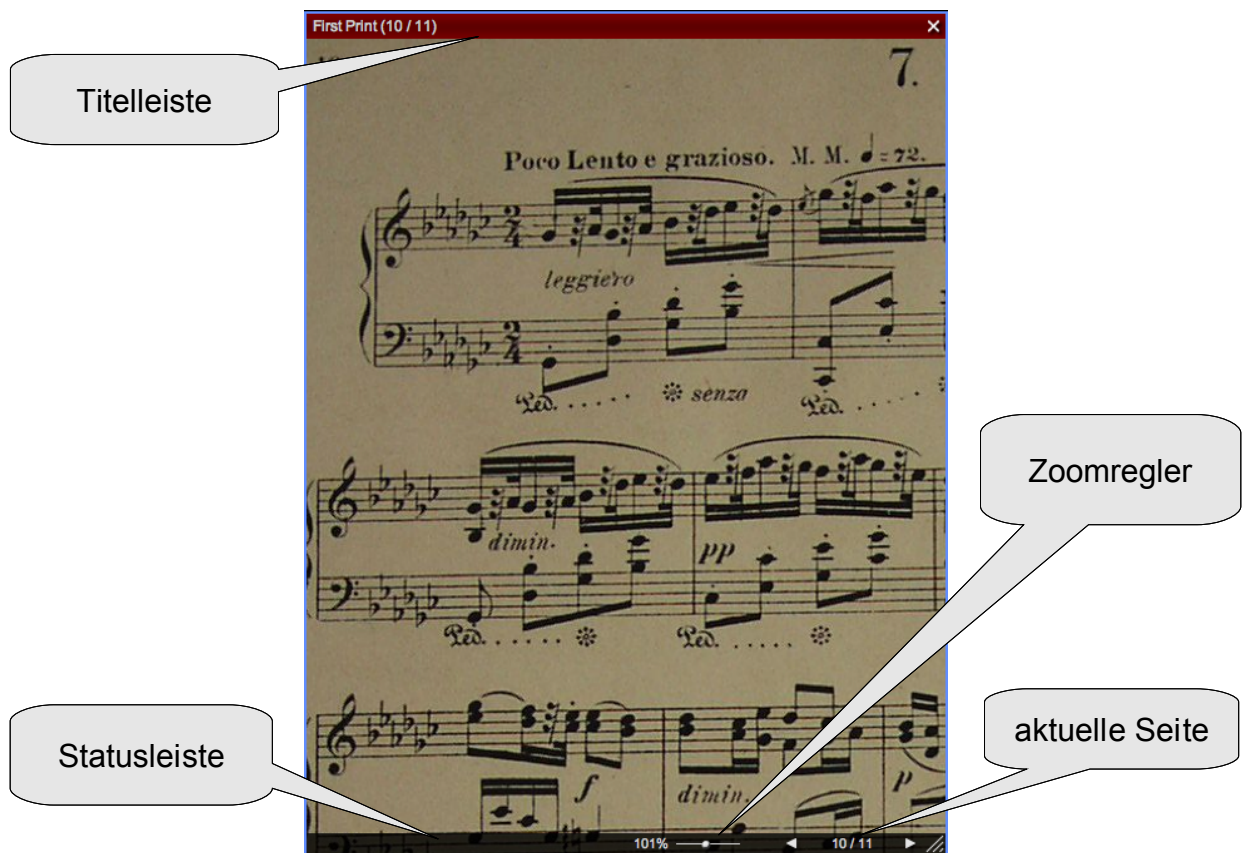 First Print (10 / 11)
Titelleiste
7.
Poco Lento e grazioso. M. M. ♩ = 72.
leggiero
Ped. . . . . . senza Ped. . . . . .
Zoomregler
dimin. pp
Ped. . . . . . Ped. . . . . .
aktuelle Seite
Statusleiste
f dimin. p
101% 10 / 11